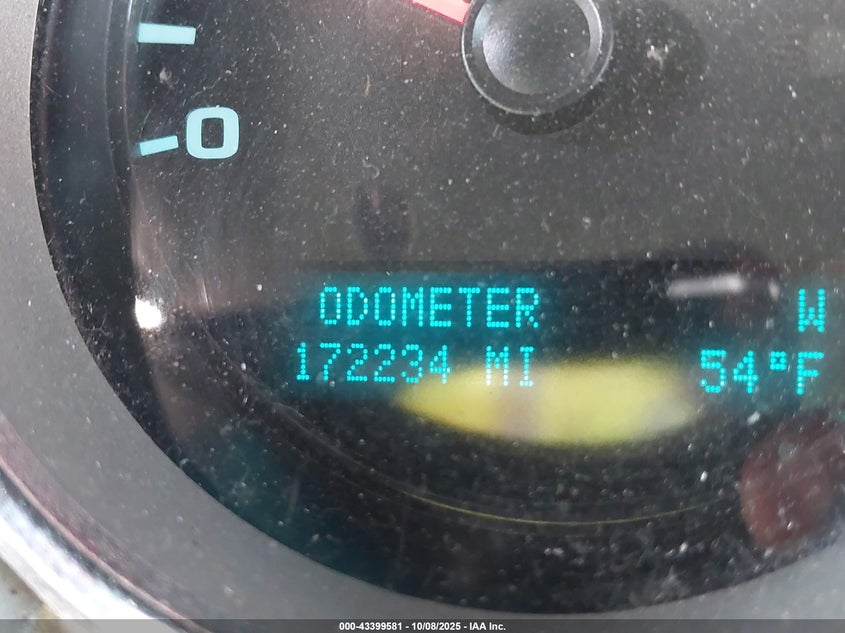 0
ODOMETER W
172234 MI 54°F
000-43399581 - 10/08/2025 - IAA Inc.